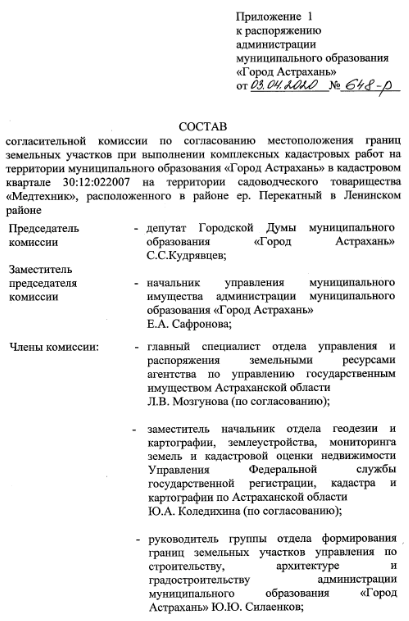 Приложение 1
к распоряжению
администрации
муниципального образования
«Город Астрахань»
от 03.04.2020 № 648-р
СОСТАВ
согласительной комиссии по согласованию местоположения границ
земельных участков при выполнении комплексных кадастровых работ на
территории муниципального образования «Город Астрахань» в кадастровом
квартале 30:12:022007 на территории садоводческого товарищества
«Медтехник», расположенного в районе ер. Перекатный в Ленинском
районе
Председатель - депутат Городской Думы муниципального
комиссии образования «Город Астрахань»
С.С.Кудрявцев;
Заместитель
председателя - начальник управления муниципального
комиссии имущества администрации муниципального
образования «Город Астрахань»
Е.А. Сафронова;
Члены комиссии: - главный специалист отдела управления и
распоряжения земельными ресурсами
агентства по управлению государственным
имуществом Астраханской области
Л.В. Мозгунова (по согласованию);
- заместитель начальник отдела геодезии и
картографии, землеустройства, мониторинга
земель и кадастровой оценки недвижимости
Управления Федеральной службы
государственной регистрации, кадастра и
картографии по Астраханской области
Ю.А. Коледихина (по согласованию);
- руководитель группы отдела формирования
границ земельных участков управления по
строительству, архитектуре и
градостроительству администрации
муниципального образования «Город
Астрахань» Ю.Ю. Силаенков;